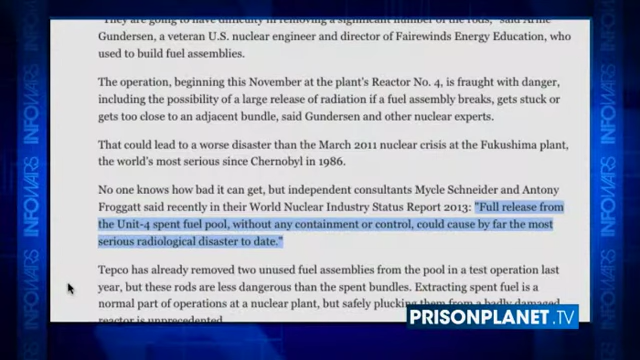 "They are going to have difficulty in removing a significant number of the rods," said Arnie
Gundersen, a veteran U.S. nuclear engineer and director of Fairewinds Energy Education, who
used to build fuel assemblies.
The operation, beginning this November at the plant's Reactor No. 4, is fraught with danger,
including the possibility of a large release of radiation if a fuel assembly breaks, gets stuck or
gets too close to an adjacent bundle, said Gundersen and other nuclear experts.
That could lead to a worse disaster than the March 2011 nuclear crisis at the Fukushima plant,
the world's most serious since Chernobyl in 1986.
No one knows how bad it can get, but independent consultants Mycle Schneider and Antony
Froggatt said recently in their World Nuclear Industry Status Report 2013: "Full release from
the Unit-4 spent fuel pool, without any containment or control, could cause by far the most
serious radiological disaster to date."
Tepco has already removed two unused fuel assemblies from the pool in a test operation last
year, but these rods are less dangerous than the spent bundles. Extracting spent fuel is a
normal part of operations at a nuclear plant, but safely plucking them from a badly damaged
reactor is unprecedented.
PRISONPLANET.TV
INFOWARS
INFOWARS
INFOWARS
INFOWARS